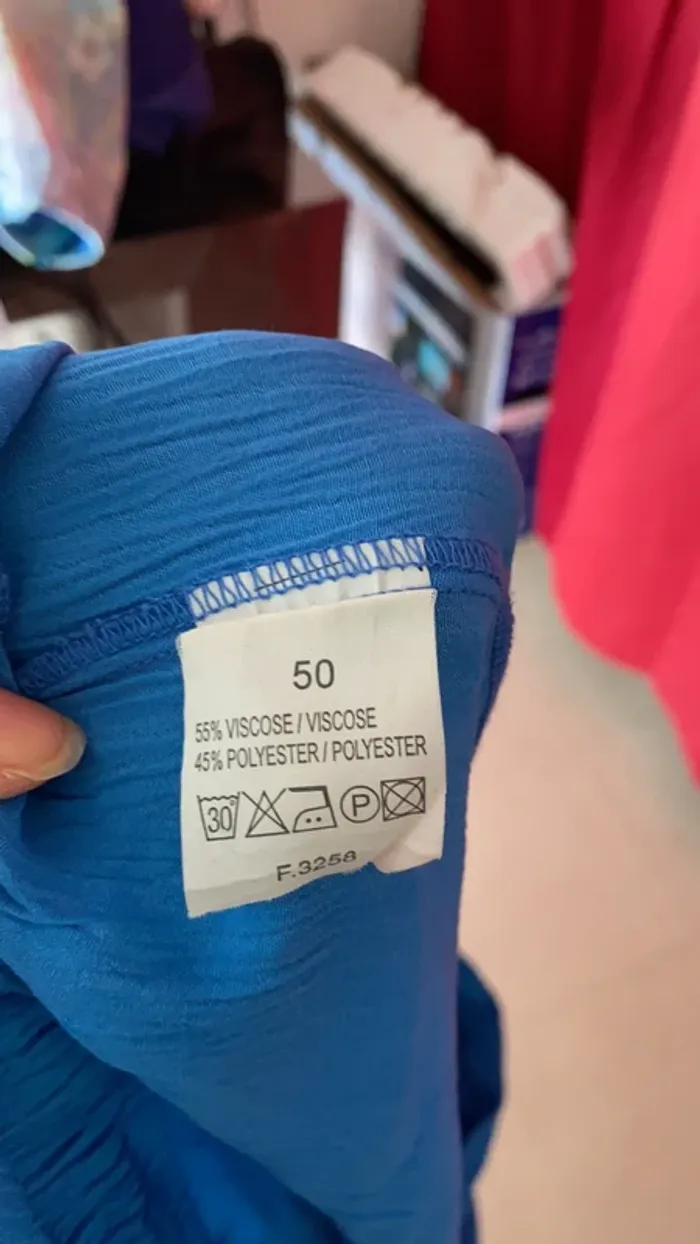 50
55% VISCOSE / VISCOSE
45% POLYESTER / POLYESTER
30°
P
F.3258